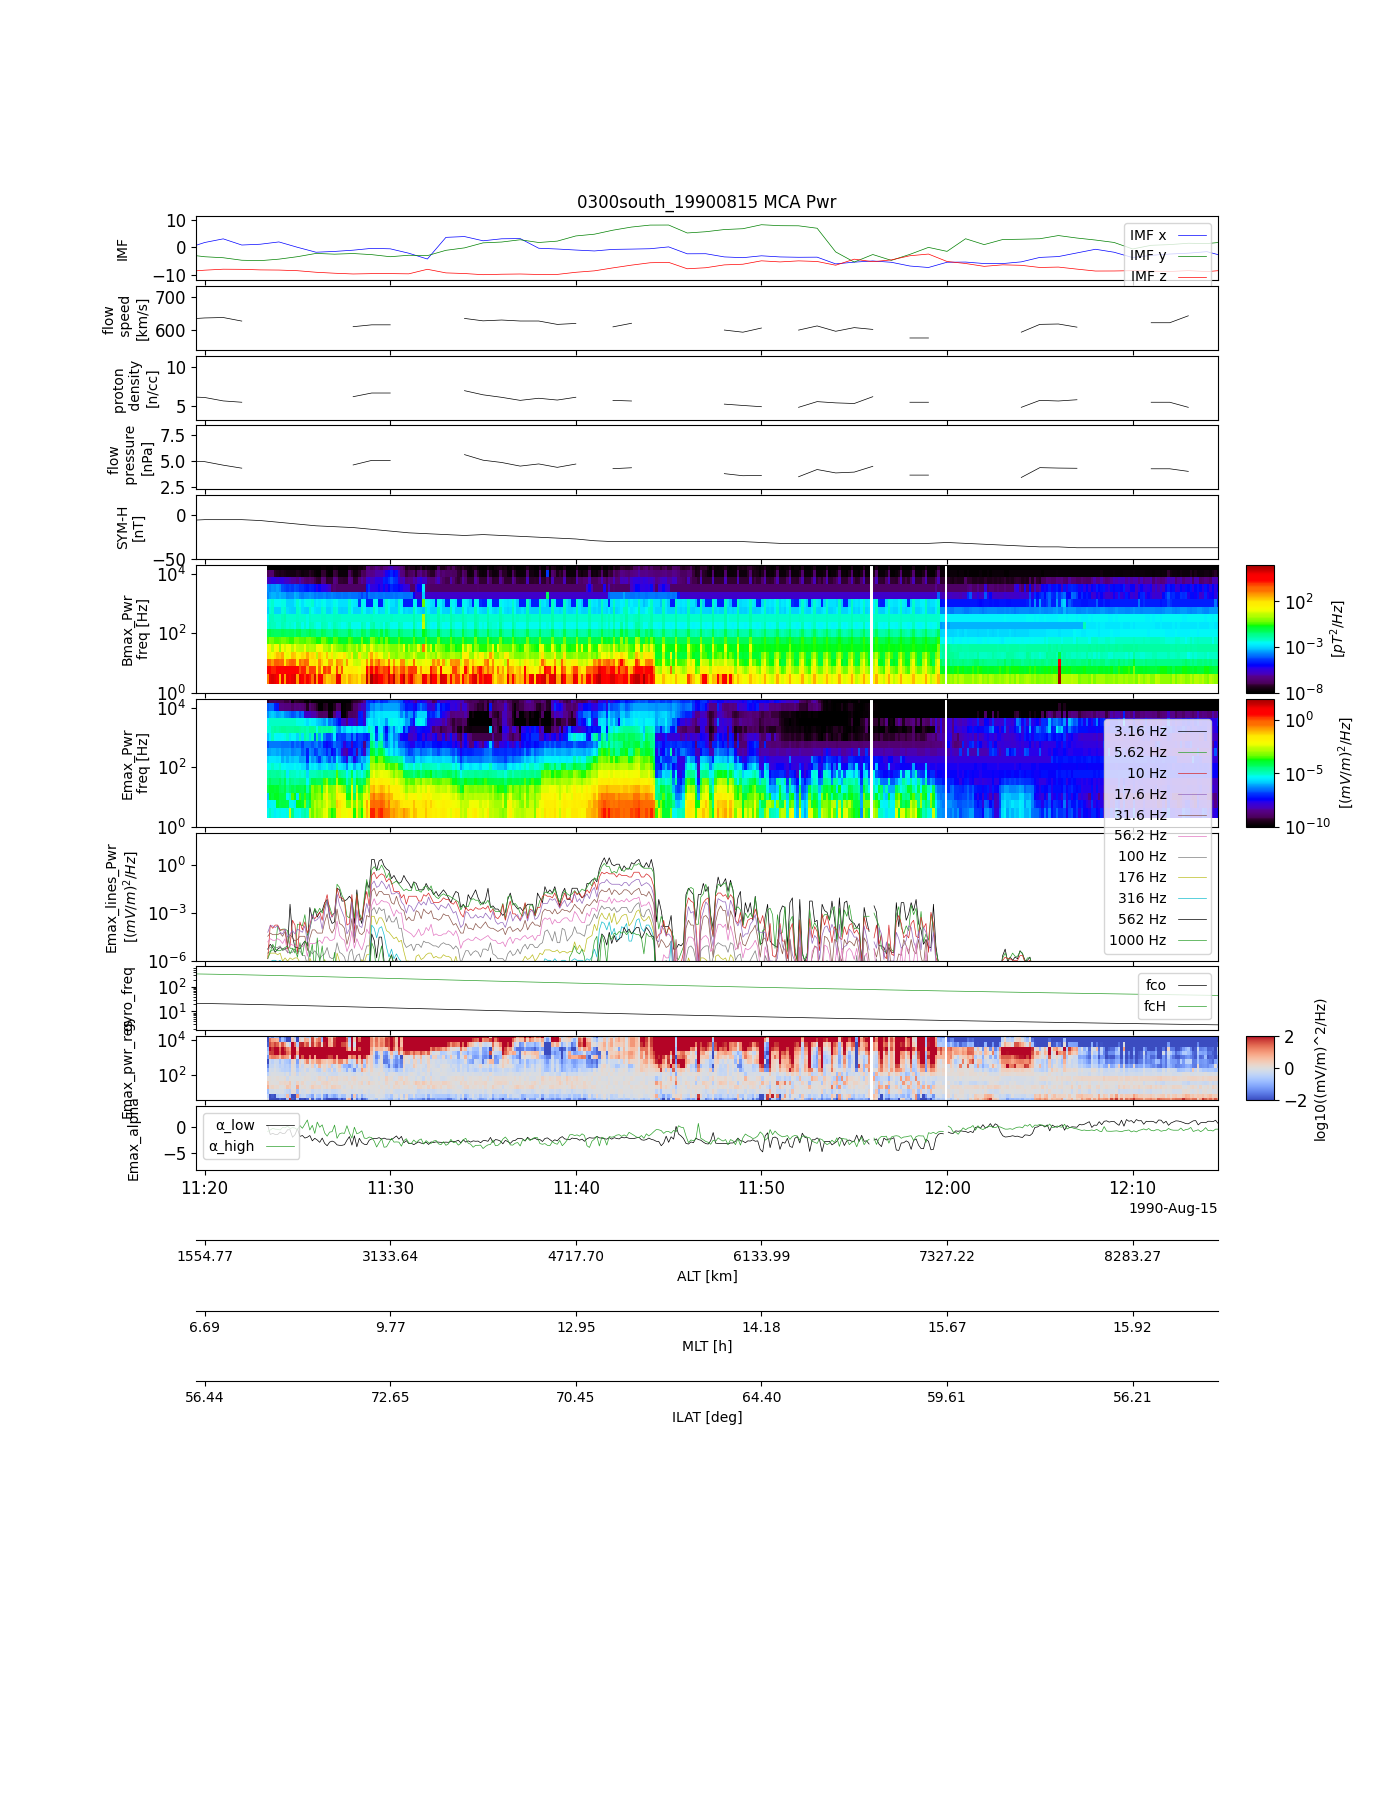 0300south_19900815 MCA Pwr
10
0
−10
IMF
IMF x
IMF y
IMF z
700
600
flow
speed
[km/s]
10
5
proton
density
[n/cc]
7.5
5.0
2.5
flow
pressure
[nPa]
0
−50
SYM-H
[nT]
10^4
10^2
10^0
Bmax_Pwr
freq [Hz]
10^2
10^−3
10^−8
[pT^2/Hz]
10^4
10^2
10^0
Emax_Pwr
freq [Hz]
10^0
10^−5
10^−10
[(mV/m)^2/Hz]
3.16 Hz
5.62 Hz
10 Hz
17.6 Hz
31.6 Hz
56.2 Hz
100 Hz
176 Hz
316 Hz
562 Hz
1000 Hz
10^0
10^−3
10^−6
Emax_lines_Pwr
[(mV/m)^2/Hz]
10^2
10^1
gyro_freq
fco
fcH
10^4
10^2
Emax_pwr_rey
2
0
−2
log10((mV/m)^2/Hz)
0
−5
Emax_alpha
α_low
α_high
11:20 11:30 11:40 11:50 12:00 12:10
1990-Aug-15
1554.77 3133.64 4717.70 6133.99 7327.22 8283.27
ALT [km]
6.69 9.77 12.95 14.18 15.67 15.92
MLT [h]
56.44 72.65 70.45 64.40 59.61 56.21
ILAT [deg]